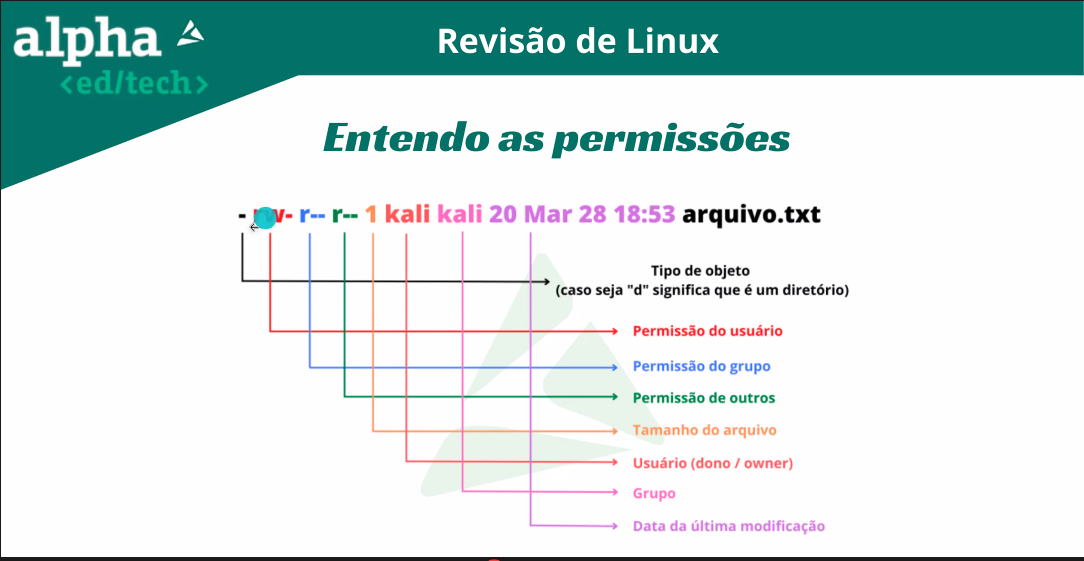 alpha
<ed/tech>
Revisão de Linux
Entendo as permissões
- rw- r-- r-- 1 kali kali 20 Mar 28 18:53 arquivo.txt
Tipo de objeto
(caso seja "d" significa que é um diretório)
Permissão do usuário
Permissão do grupo
Permissão de outros
Tamanho do arquivo
Usuário (dono / owner)
Grupo
Data da última modificação